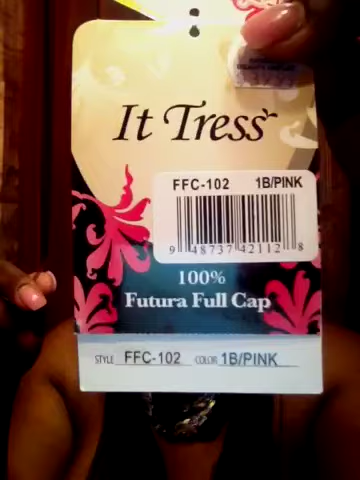 It Tress
FFC-102 1B/PINK
9 48737 42112 8
100%
Futura Full Cap
STYLE FFC-102 COLOR 1B/PINK